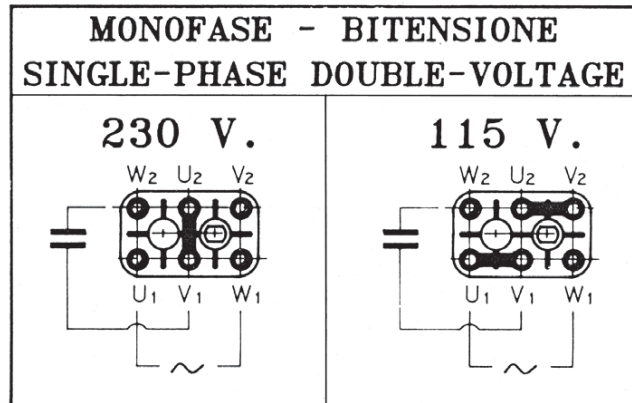 MONOFASE - BITENSIONE
SINGLE-PHASE DOUBLE-VOLTAGE
230 V.
115 V.
W2 U2 V2
W2 U2 V2
U1 V1 W1
U1 V1 W1